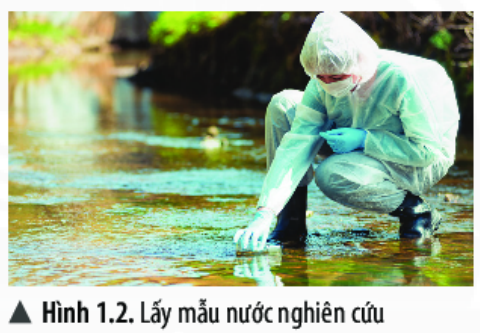 ▲ Hình 1.2. Lấy mẫu nước nghiên cứu